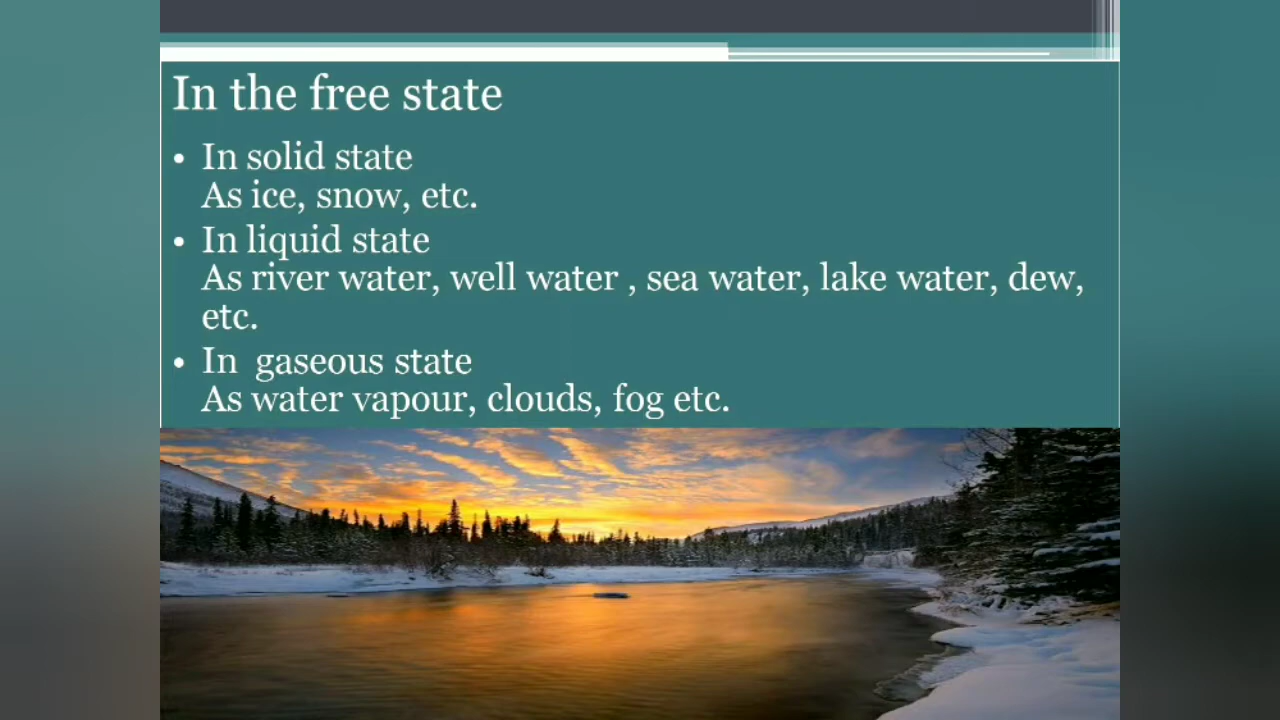 In the free state
• In solid state
As ice, snow, etc.
• In liquid state
As river water, well water , sea water, lake water, dew,
etc.
• In  gaseous state
As water vapour, clouds, fog etc.